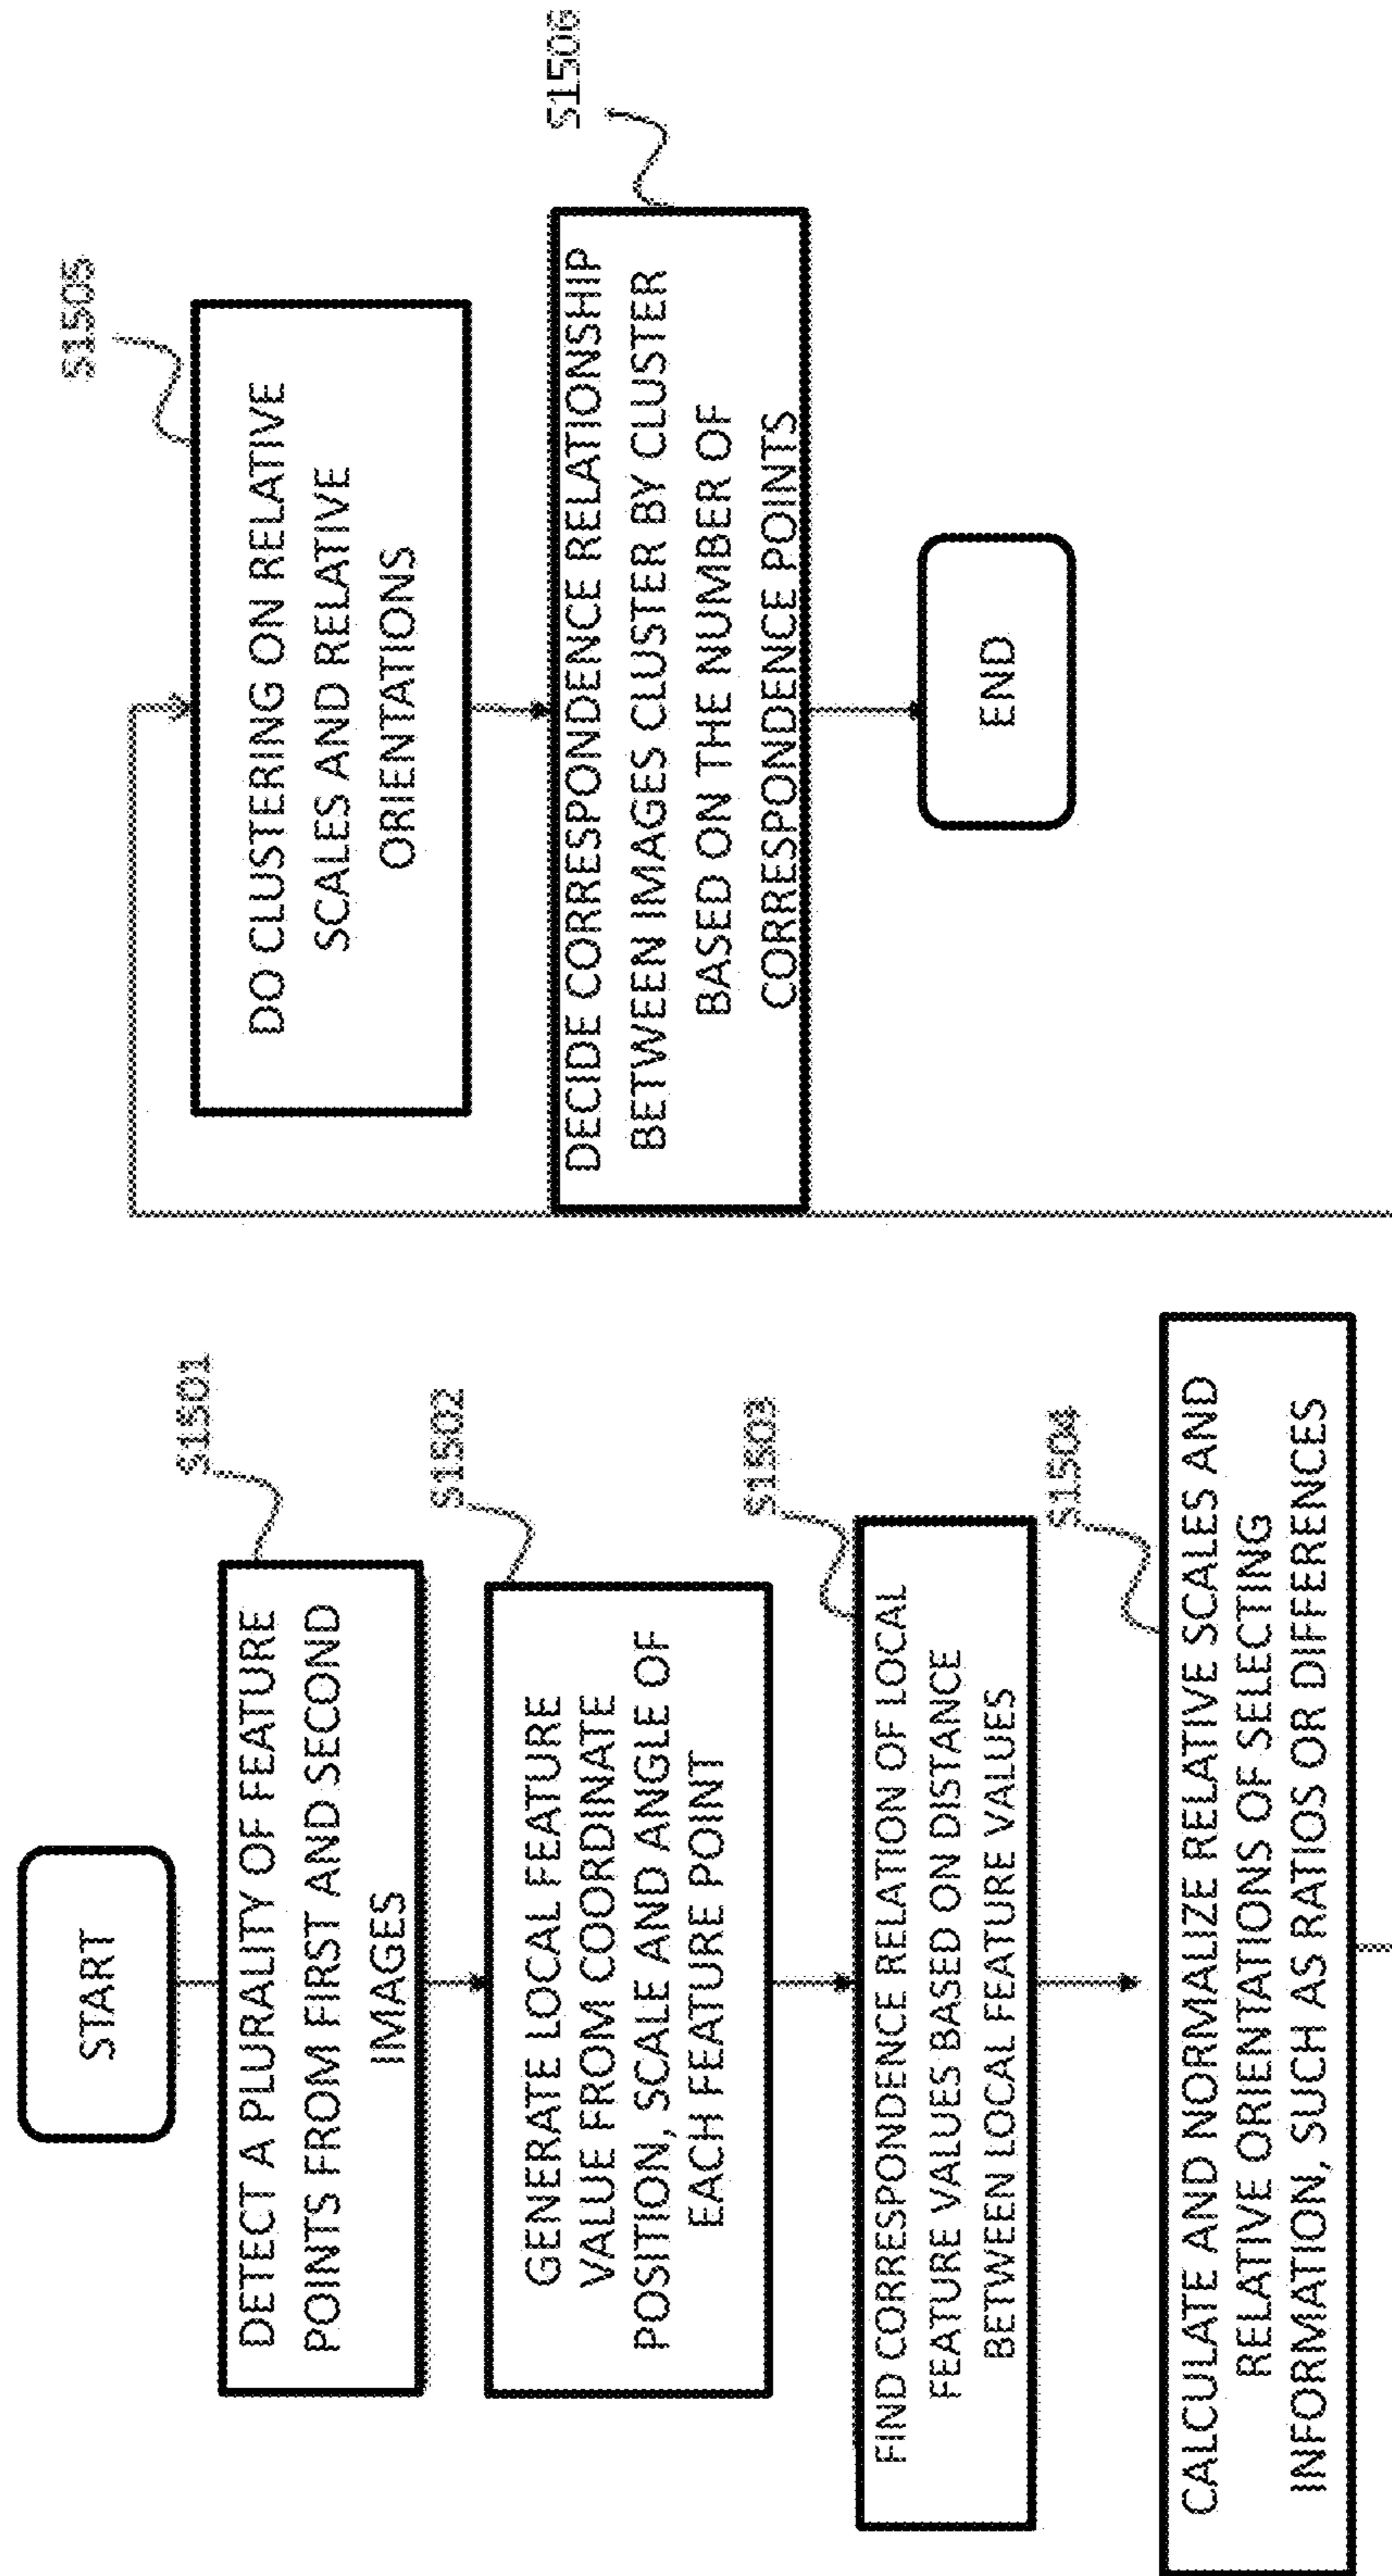 START
S1501
DETECT A PLURALITY OF FEATURE
POINTS FROM FIRST AND SECOND
IMAGES
S1502
GENERATE LOCAL FEATURE
VALUE FROM COORDINATE
POSITION, SCALE AND ANGLE OF
EACH FEATURE POINT
S1503
FIND CORRESPONDENCE RELATION OF LOCAL
FEATURE VALUES BASED ON DISTANCE
BETWEEN LOCAL FEATURE VALUES
S1504
CALCULATE AND NORMALIZE RELATIVE SCALES AND
RELATIVE ORIENTATIONS OF SELECTING
INFORMATION, SUCH AS RATIOS OR DIFFERENCES
S1505
DO CLUSTERING ON RELATIVE
SCALES AND RELATIVE
ORIENTATIONS
S1506
DECIDE CORRESPONDENCE RELATIONSHIP
BETWEEN IMAGES CLUSTER BY CLUSTER
BASED ON THE NUMBER OF
CORRESPONDENCE POINTS
END